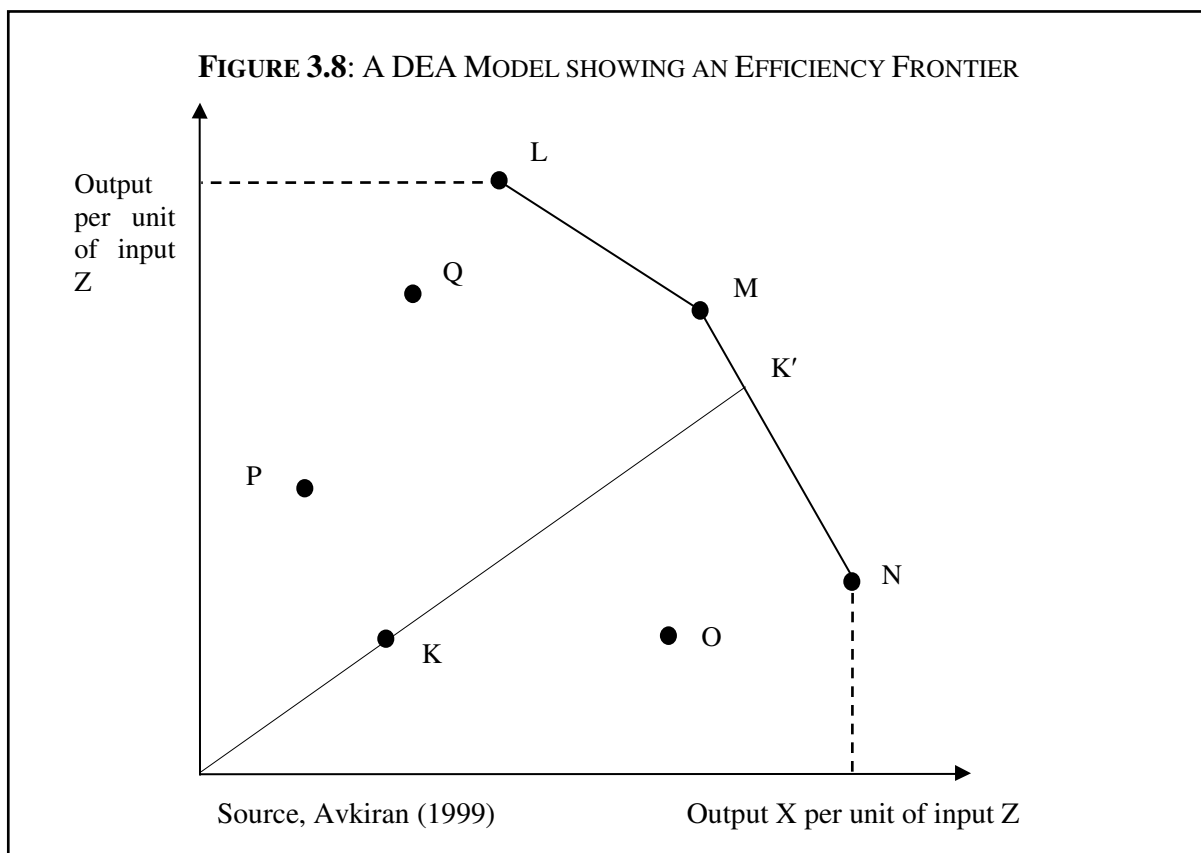 FIGURE 3.8: A DEA MODEL SHOWING AN EFFICIENCY FRONTIER
L
Output
per unit
of input
Z
Q
M
K′
P
N
O
K
Source, Avkiran (1999)
Output X per unit of input Z